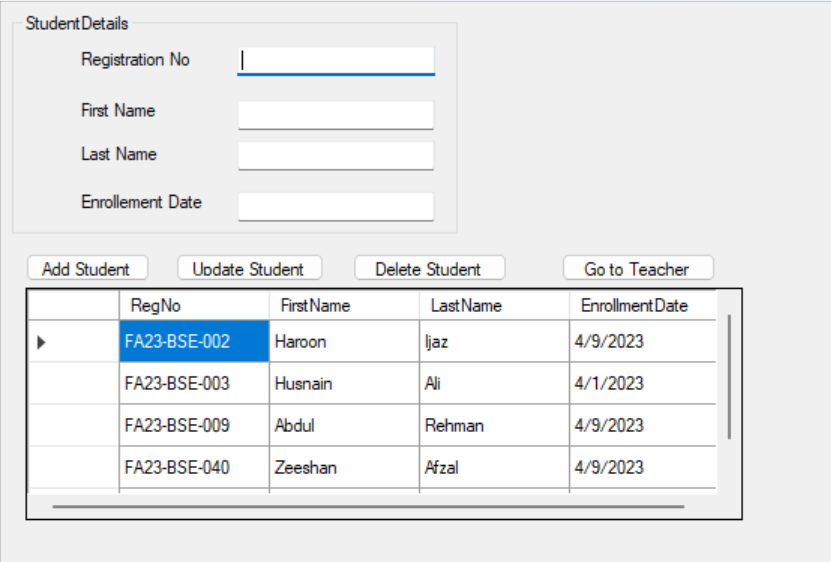 StudentDetails
Registration No
First Name
Last Name
Enrollement Date
Add Student Update Student Delete Student Go to Teacher
RegNo FirstName LastName EnrollmentDate
FA23-BSE-002 Haroon Ijaz 4/9/2023
FA23-BSE-003 Husnain Ali 4/1/2023
FA23-BSE-009 Abdul Rehman 4/9/2023
FA23-BSE-040 Zeeshan Afzal 4/9/2023